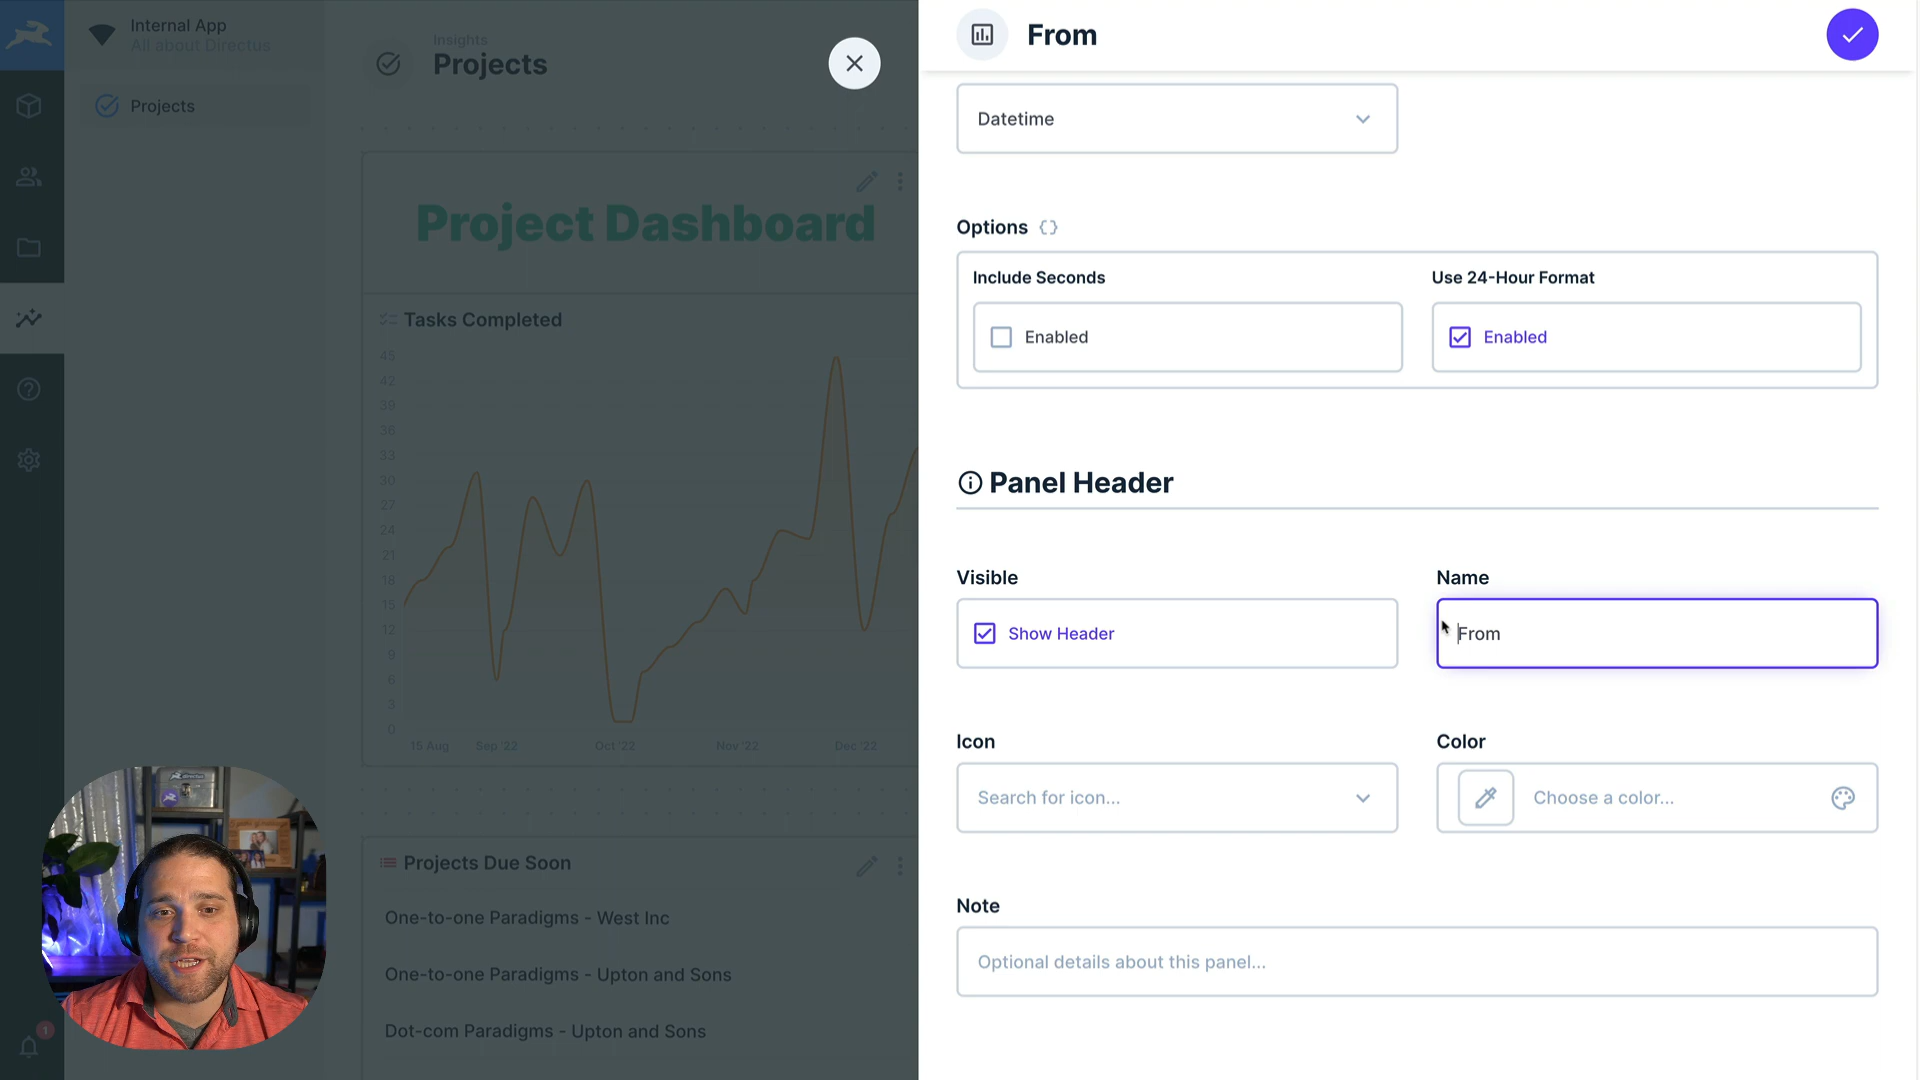 Internal App
All about Directus
Projects
Insights
Projects
Project Dashboard
Tasks Completed
45
42
39
36
33
30
27
24
21
18
15
12
9
6
3
0
15 Aug
Sep '22
Oct '22
Nov '22
Dec '22
Projects Due Soon
One-to-one Paradigms - West Inc
One-to-one Paradigms - Upton and Sons
Dot-com Paradigms - Upton and Sons
1
directus
From
Datetime
Options
Include Seconds
Enabled
Use 24-Hour Format
Enabled
Panel Header
Visible
Show Header
Name
From
Icon
Search for icon...
Color
Choose a color...
Note
Optional details about this panel...